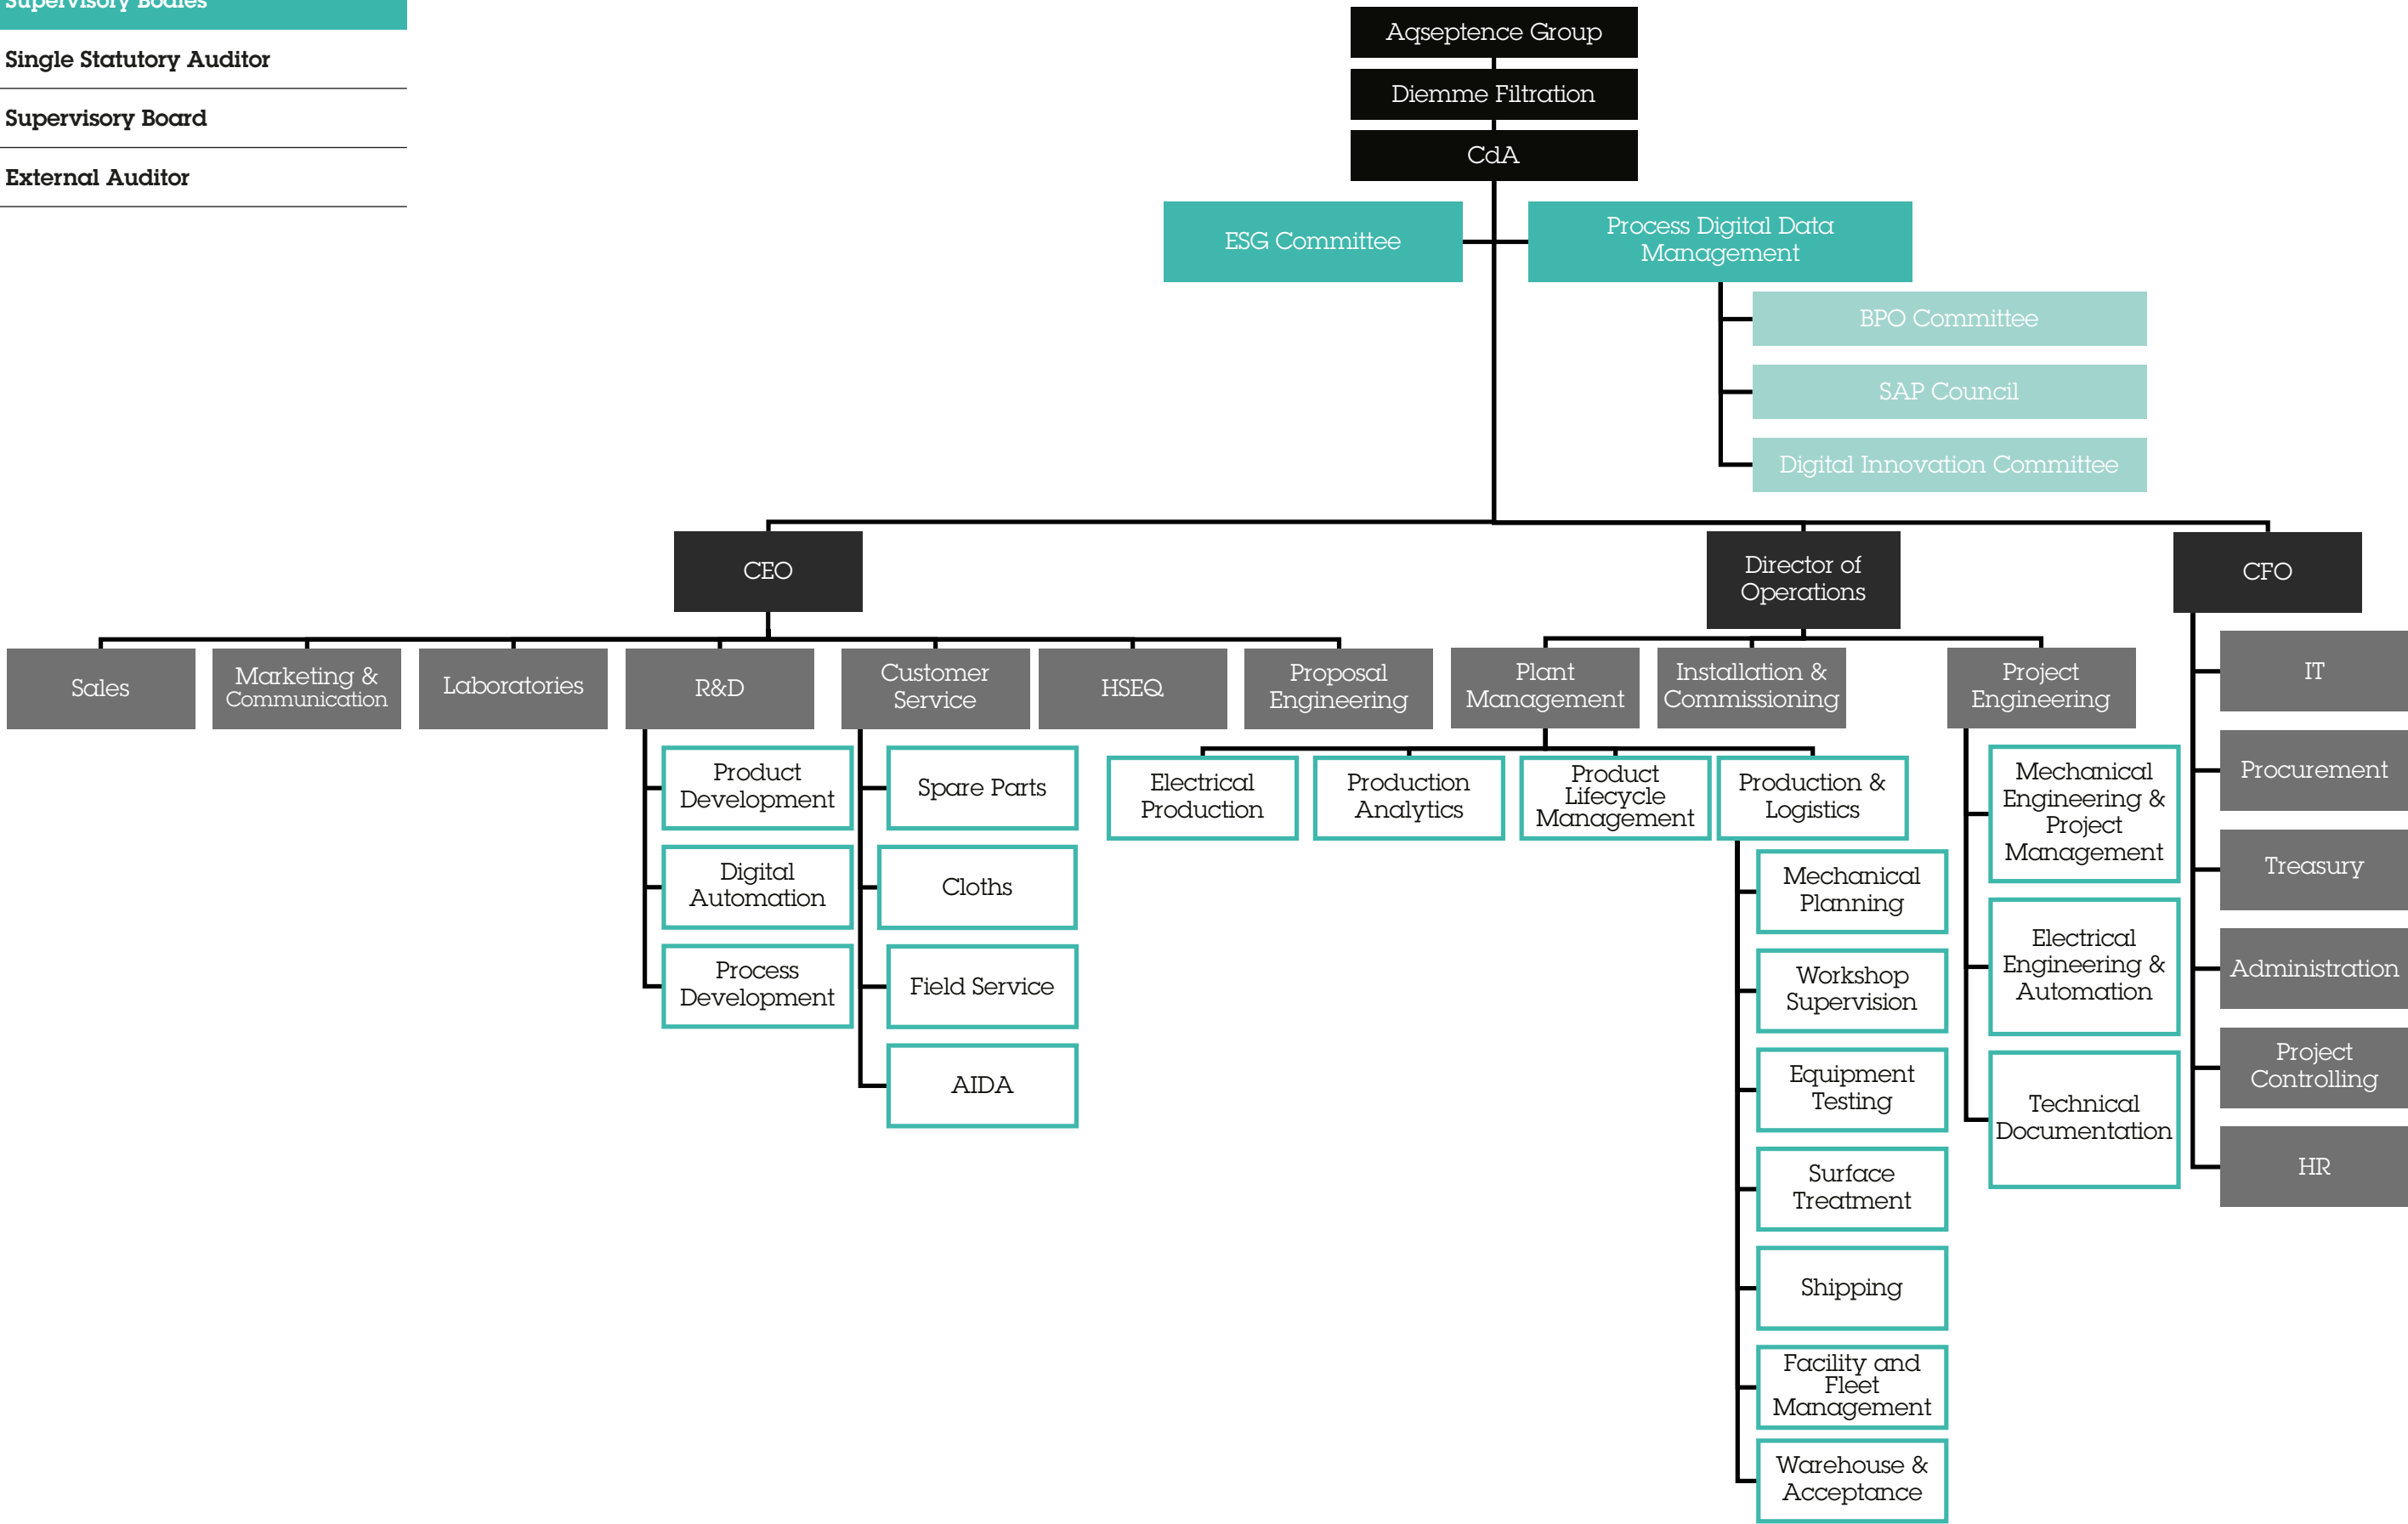 Supervisory Bodies
Single Statutory Auditor
Supervisory Board
External Auditor
Aqseptence Group
Diemme Filtration
CdA
ESG Committee
Process Digital Data
Management
BPO Committee
SAP Council
Digital Innovation Committee
CEO
Director of
Operations
CFO
Sales
Marketing &
Communication
Laboratories
R&D
Customer
Service
HSEQ
Proposal
Engineering
Plant
Management
Installation &
Commissioning
Project
Engineering
IT
Procurement
Treasury
Administration
Project
Controlling
HR
Product
Development
Digital
Automation
Process
Development
Spare Parts
Cloths
Field Service
AIDA
Electrical
Production
Production
Analytics
Product
Lifecycle
Management
Production &
Logistics
Mechanical
Planning
Workshop
Supervision
Equipment
Testing
Surface
Treatment
Shipping
Facility and
Fleet
Management
Warehouse &
Acceptance
Mechanical
Engineering &
Project
Management
Electrical
Engineering &
Automation
Technical
Documentation